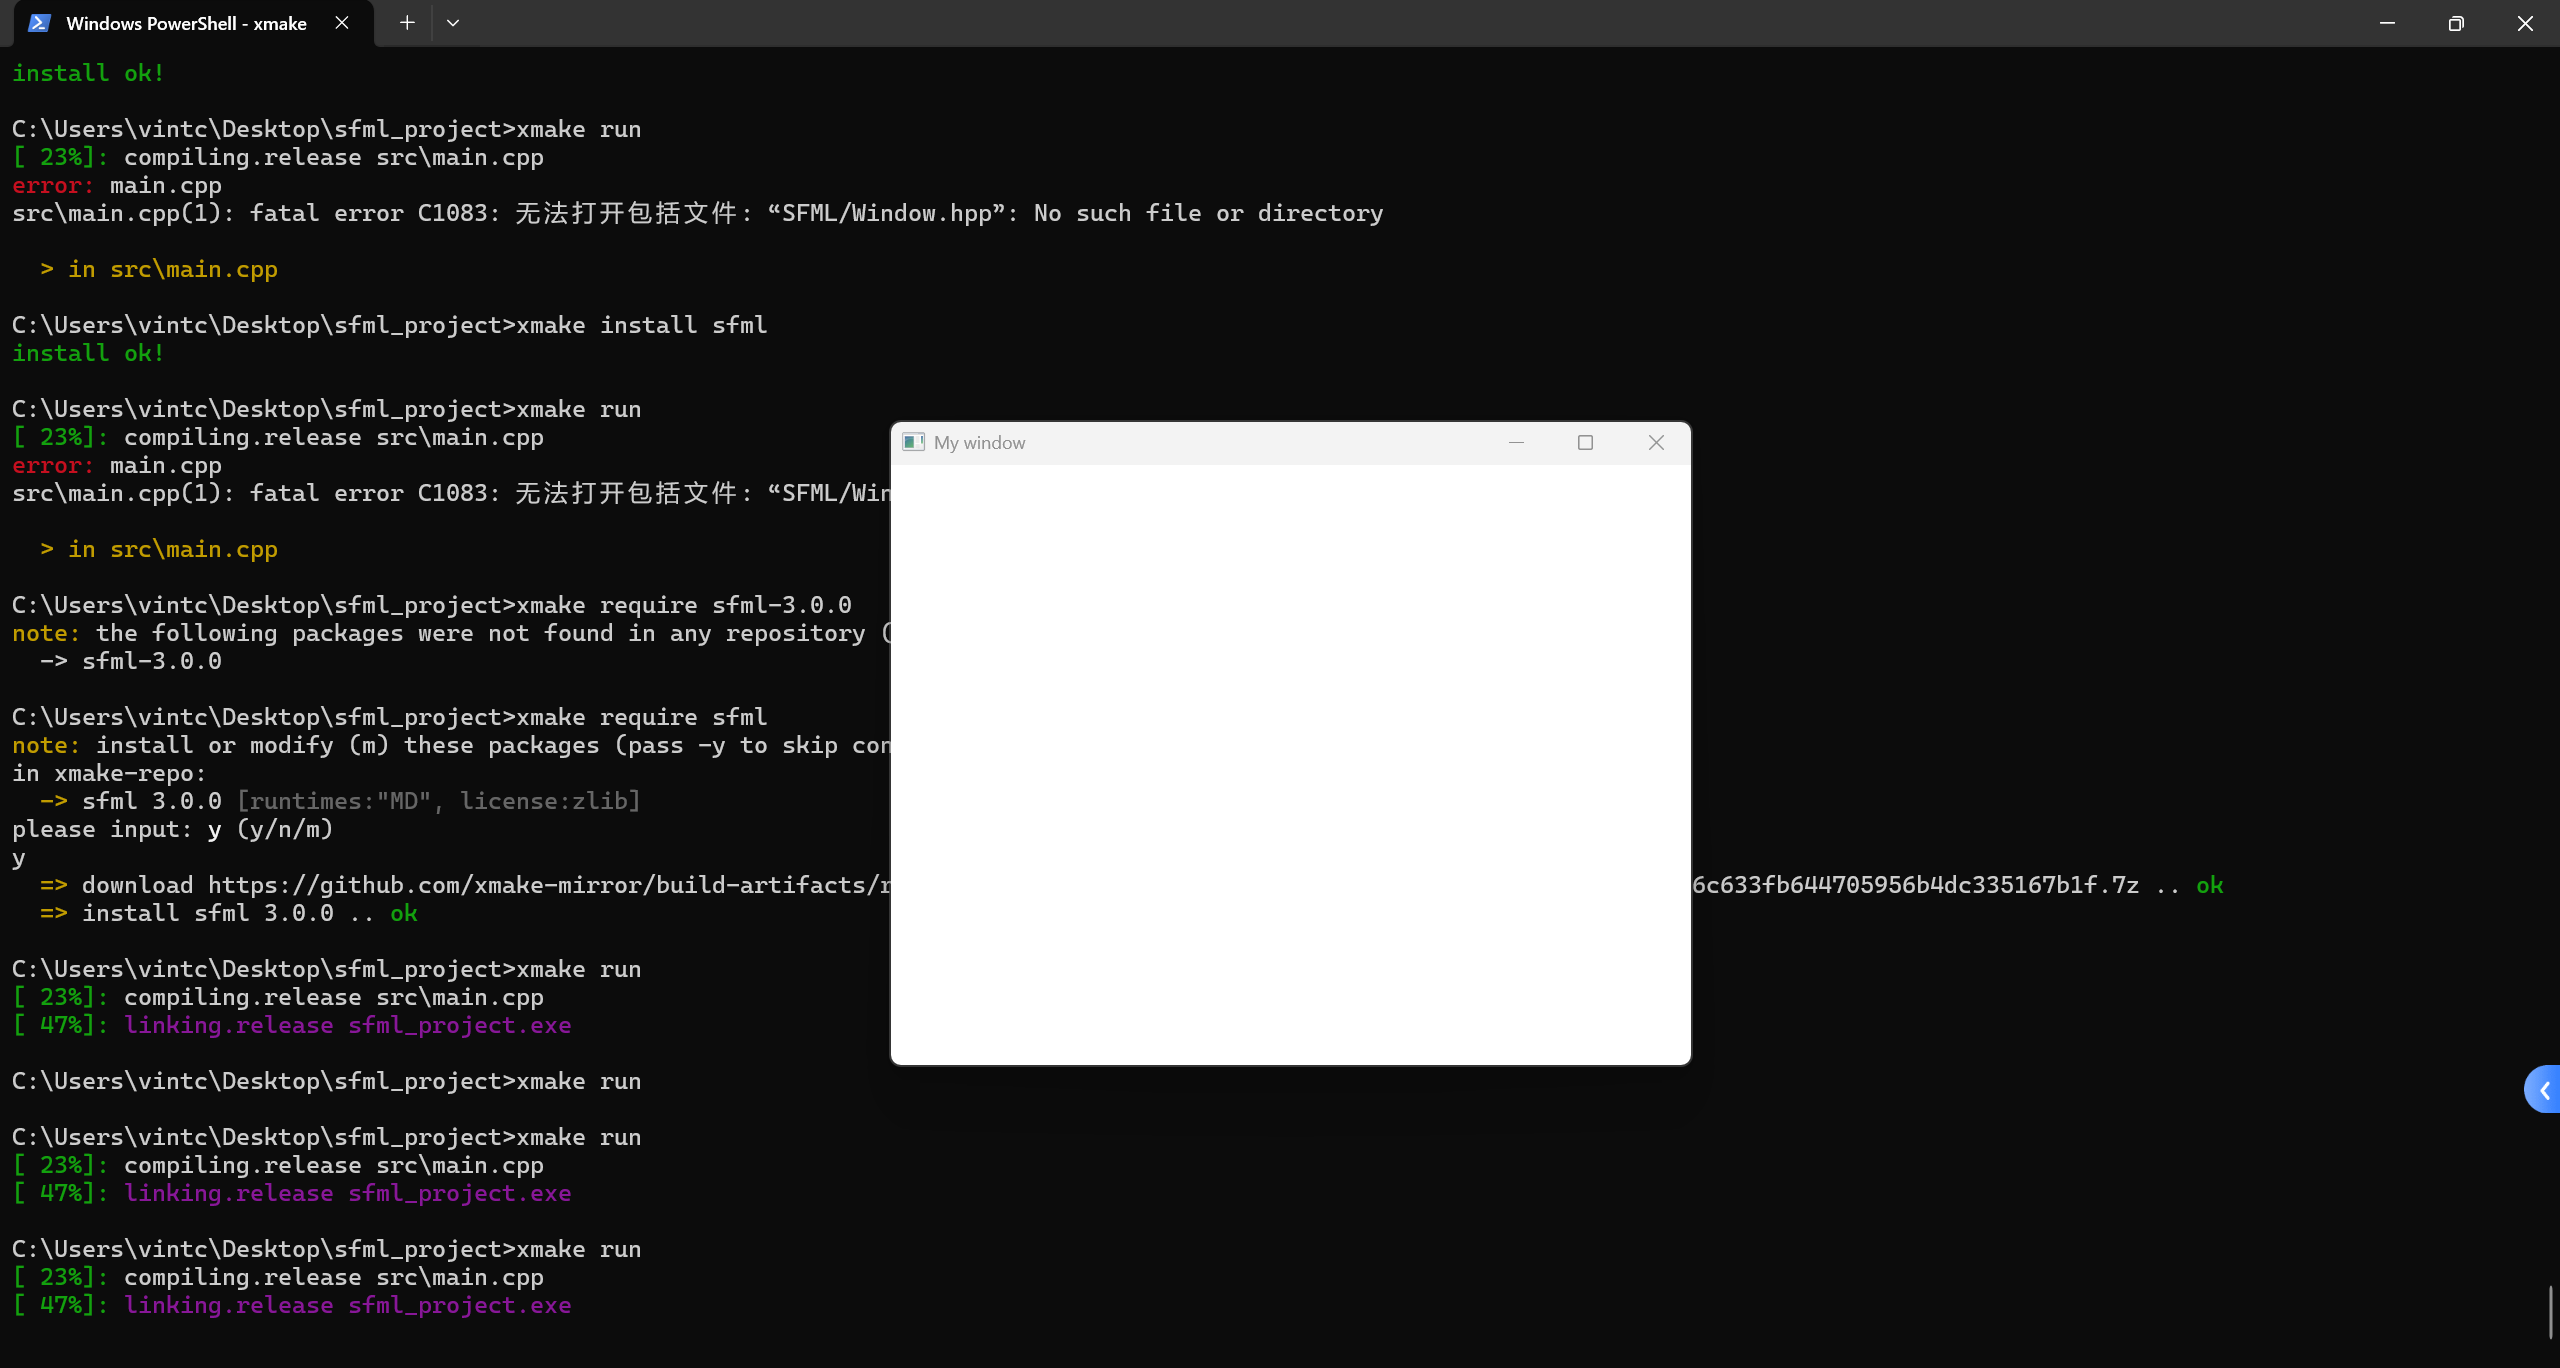 Windows PowerShell - xmake
install ok!
C:\Users\vintc\Desktop\sfml_project>xmake run
[ 23%]: compiling.release src\main.cpp
error: main.cpp
src\main.cpp(1): fatal error C1083: 无法打开包括文件: “SFML/Window.hpp”: No such file or directory
> in src\main.cpp
C:\Users\vintc\Desktop\sfml_project>xmake install sfml
install ok!
C:\Users\vintc\Desktop\sfml_project>xmake run
[ 23%]: compiling.release src\main.cpp
error: main.cpp
src\main.cpp(1): fatal error C1083: 无法打开包括文件: “SFML/Win
> in src\main.cpp
C:\Users\vintc\Desktop\sfml_project>xmake require sfml-3.0.0
note: the following packages were not found in any repository (
-> sfml-3.0.0
C:\Users\vintc\Desktop\sfml_project>xmake require sfml
note: install or modify (m) these packages (pass -y to skip con
in xmake-repo:
-> sfml 3.0.0 [runtimes:"MD", license:zlib]
please input: y (y/n/m)
y
=> download https://github.com/xmake-mirror/build-artifacts/r 6c633fb644705956b4dc335167b1f.7z .. ok
=> install sfml 3.0.0 .. ok
C:\Users\vintc\Desktop\sfml_project>xmake run
[ 23%]: compiling.release src\main.cpp
[ 47%]: linking.release sfml_project.exe
C:\Users\vintc\Desktop\sfml_project>xmake run
C:\Users\vintc\Desktop\sfml_project>xmake run
[ 23%]: compiling.release src\main.cpp
[ 47%]: linking.release sfml_project.exe
C:\Users\vintc\Desktop\sfml_project>xmake run
[ 23%]: compiling.release src\main.cpp
[ 47%]: linking.release sfml_project.exe
My window